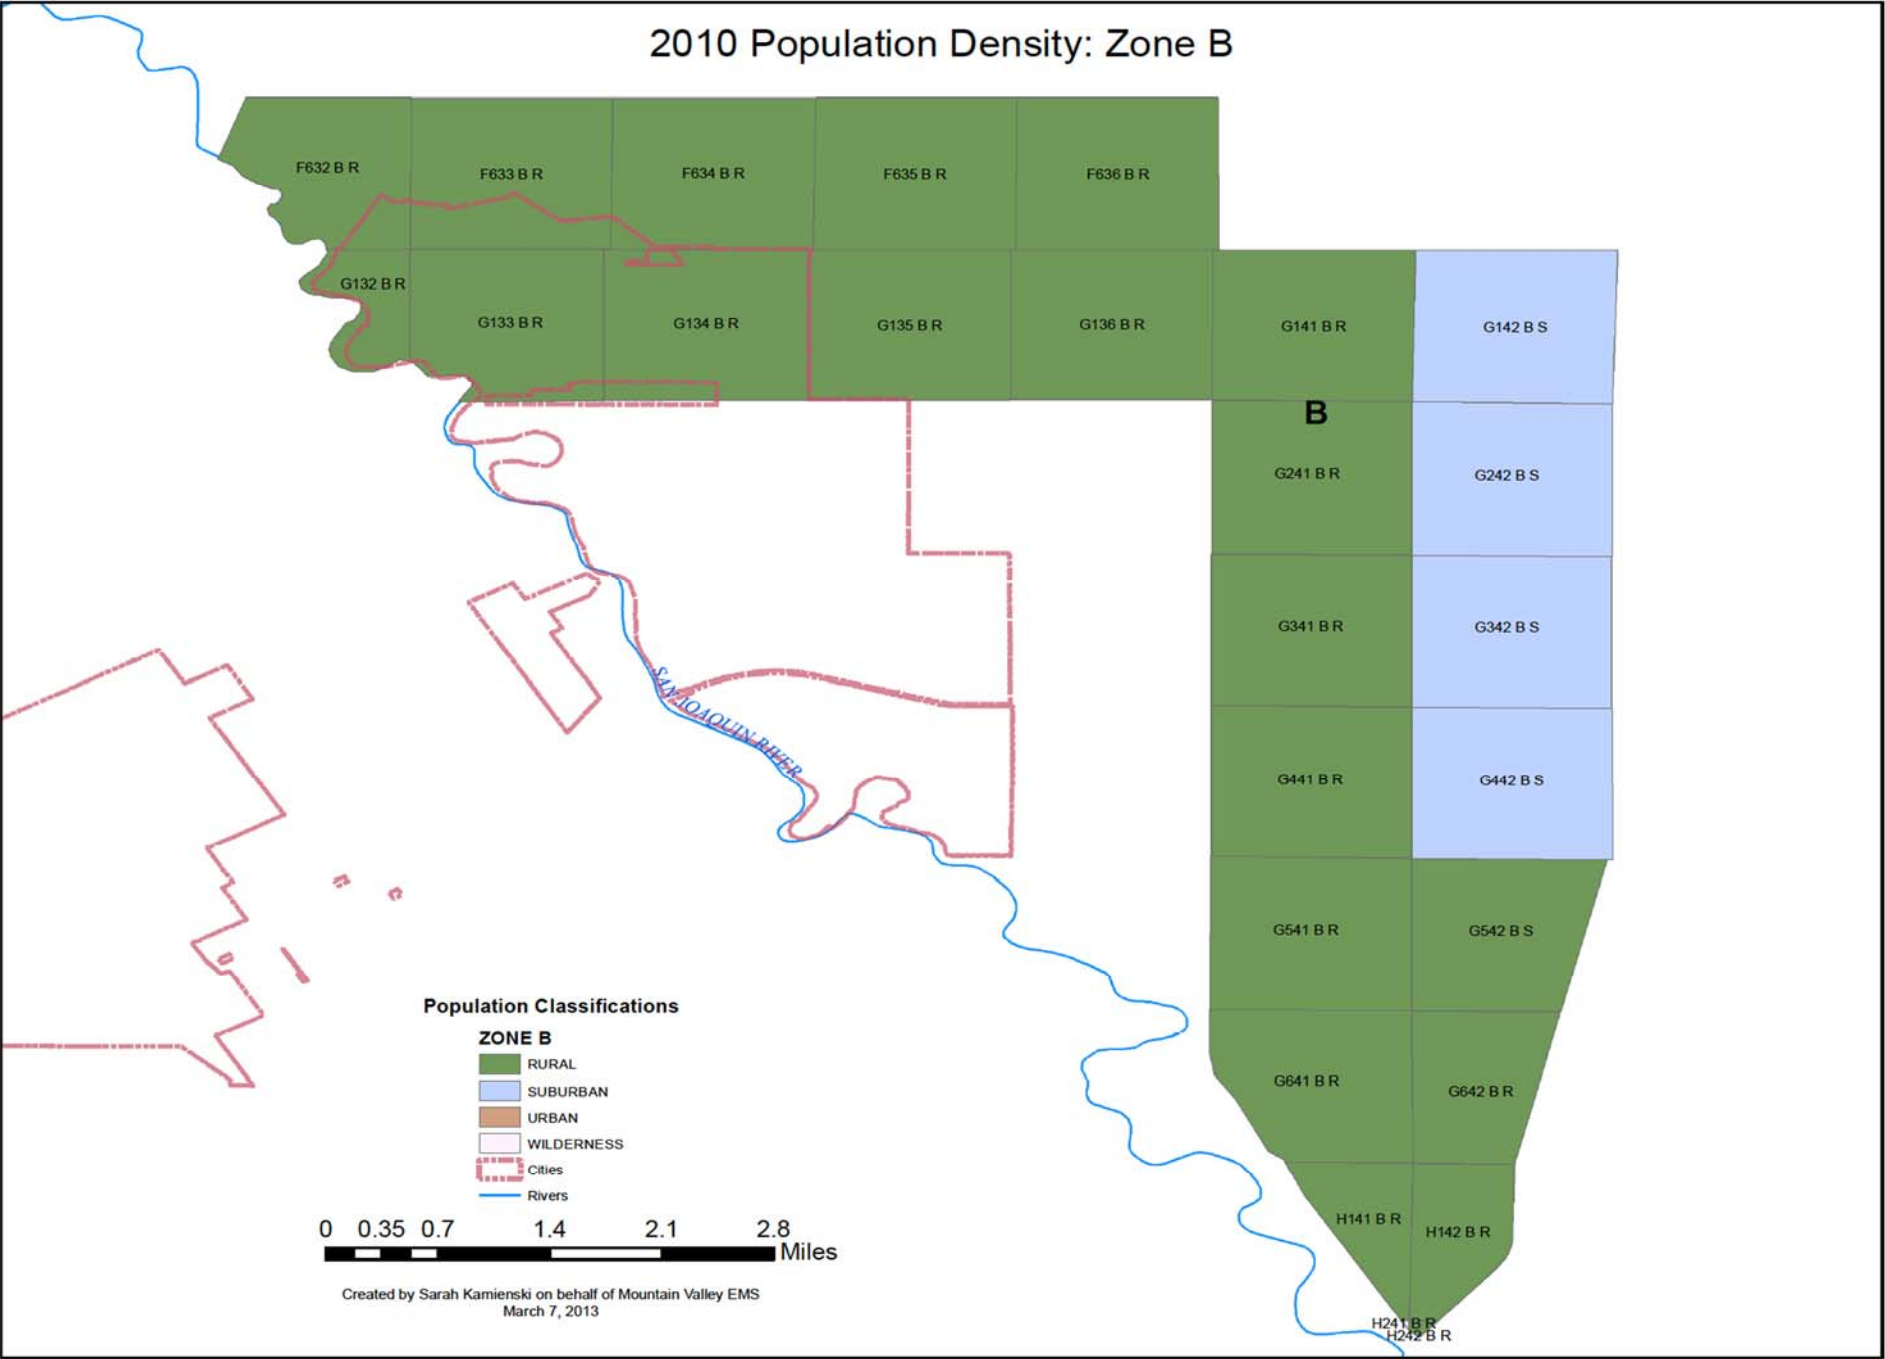 2010 Population Density: Zone B
F632 B R
F633 B R
F634 B R
F635 B R
F636 B R
G132 B R
G133 B R
G134 B R
G135 B R
G136 B R
G141 B R
G142 B S
B
G241 B R
G242 B S
G341 B R
G342 B S
SAN JOAQUIN RIVER
G441 B R
G442 B S
G541 B R
G542 B S
G641 B R
G642 B R
H141 B R
H142 B R
H241 B R
H242 B R
Population Classifications
ZONE B
RURAL
SUBURBAN
URBAN
WILDERNESS
Cities
Rivers
0 0.35 0.7 1.4 2.1 2.8
Miles
Created by Sarah Kamienski on behalf of Mountain Valley EMS
March 7, 2013